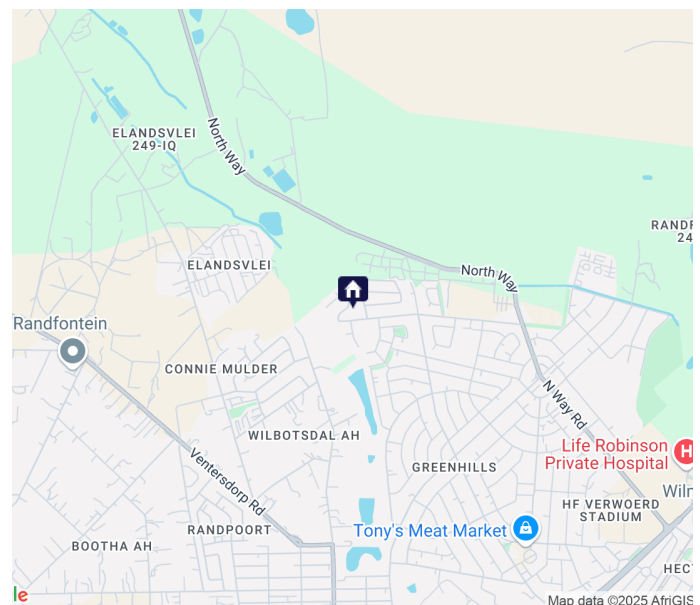 ELANDSVLEI
249-IQ
North Way
RANDF
24
ELANDSVLEI
North Way
Randfontein
CONNIE MULDER
N Way Rd
WILBOTSDAL AH
Life Robinson
Private Hospital
H
GREENHILLS
Ventersdorp Rd
Wiln
HF VERWOERD
STADIUM
RANDPOORT
Tony's Meat Market
BOOTHA AH
HECT
le
Map data ©2025 AfriGIS